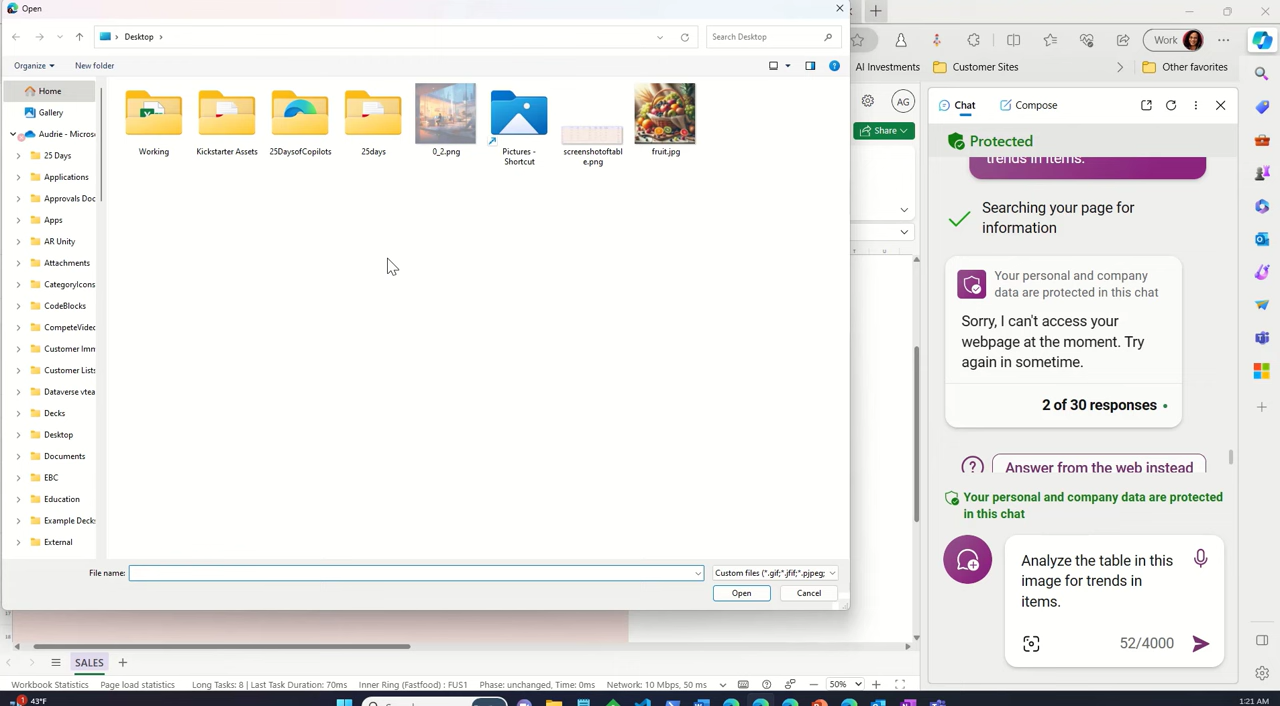 Open
Desktop
Search Desktop
Organize
New folder
Home
Gallery
Audrie - Micros
25 Days
Applications
Approvals Doc
Apps
AR Unity
Attachments
CategoryIcons
CodeBlocks
CompeteVideo
Customer Imm
Customer Lists
Dataverse vtea
Decks
Desktop
Documents
EBC
Education
Example Decks
External
Working
Kickstarter Assets
25DaysofCopilots
25days
0_2.png
Pictures -
Shortcut
screenshotoftabl
e.png
fruit.jpg
File name:
Custom files (*.gif;*.jfif;*.pjpeg;
Open
Cancel
Work
AI Investments
Customer Sites
Other favorites
AG
Share
Chat
Compose
Protected
trends in items.
Searching your page for
information
Your personal and company
data are protected in this chat
Sorry, I can't access your
webpage at the moment. Try
again in sometime.
2 of 30 responses
Answer from the web instead
Your personal and company data are protected
in this chat
Analyze the table in this
image for trends in
items.
52/4000
17
18
SALES
Workbook Statistics
Page load statistics
Long Tasks: 8 | Last Task Duration: 70ms
Inner Ring (Fastfood) : FUS1
Phase: unchanged, Time: 0ms
Network: 10 Mbps, 50 ms
50%
1
43°F
1:21 AM